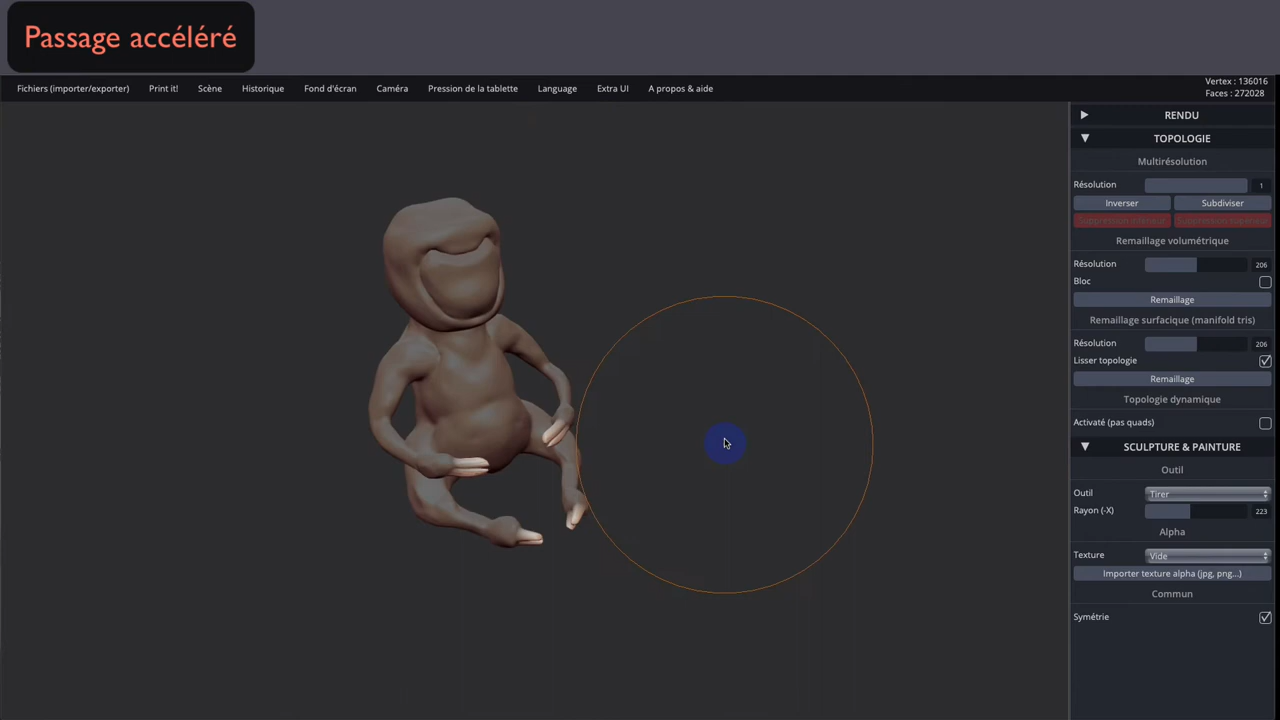 Passage accéléré
Fichiers (importer/exporter) Print it! Scène Historique Fond d'écran Caméra Pression de la tablette Language Extra UI A propos & aide
Vertex : 136016
Faces : 272028
RENDU
TOPOLOGIE
Multirésolution
Résolution 1
Inverser Subdiviser
Remaillage volumétrique
Résolution 206
Bloc
Remaillage
Remaillage surfacique (manifold tris)
Résolution 206
Lisser topologie
Remaillage
Topologie dynamique
Activaté (pas quads)
SCULPTURE & PAINTURE
Outil
Outil Tirer
Rayon (-X) 223
Alpha
Texture Vide
Importer texture alpha (jpg, png...)
Commun
Symétrie